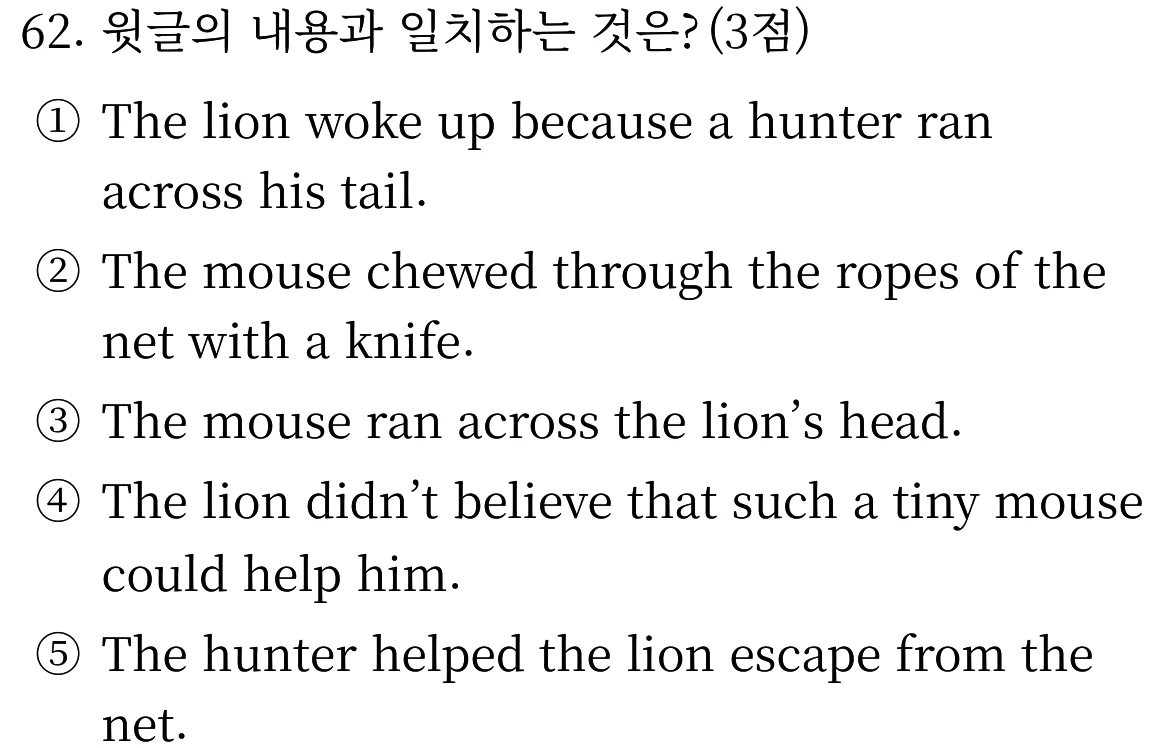 62. 윗글의 내용과 일치하는 것은? (3점)
① The lion woke up because a hunter ran
across his tail.
② The mouse chewed through the ropes of the
net with a knife.
③ The mouse ran across the lion’s head.
④ The lion didn’t believe that such a tiny mouse
could help him.
⑤ The hunter helped the lion escape from the
net.